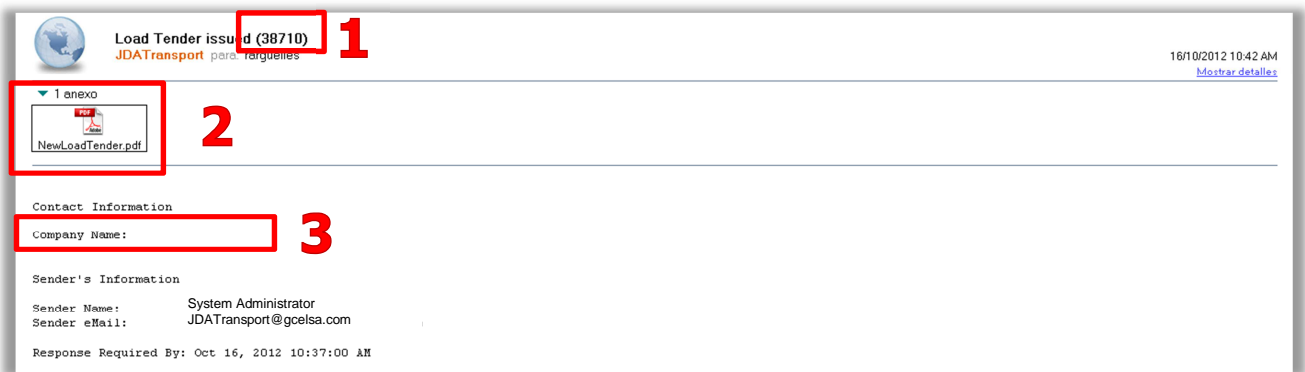 Load Tender issued (38710)
1
JDATransport para: rarguelles
16/10/2012 10:42 AM
Mostrar detalles
1 anexo
PDF
Adobe
NewLoadTender.pdf
2
Contact Information
Company Name:
3
Sender's Information
Sender Name: System Administrator
Sender eMail: JDATransport@gcelsa.com
Response Required By: Oct 16, 2012 10:37:00 AM